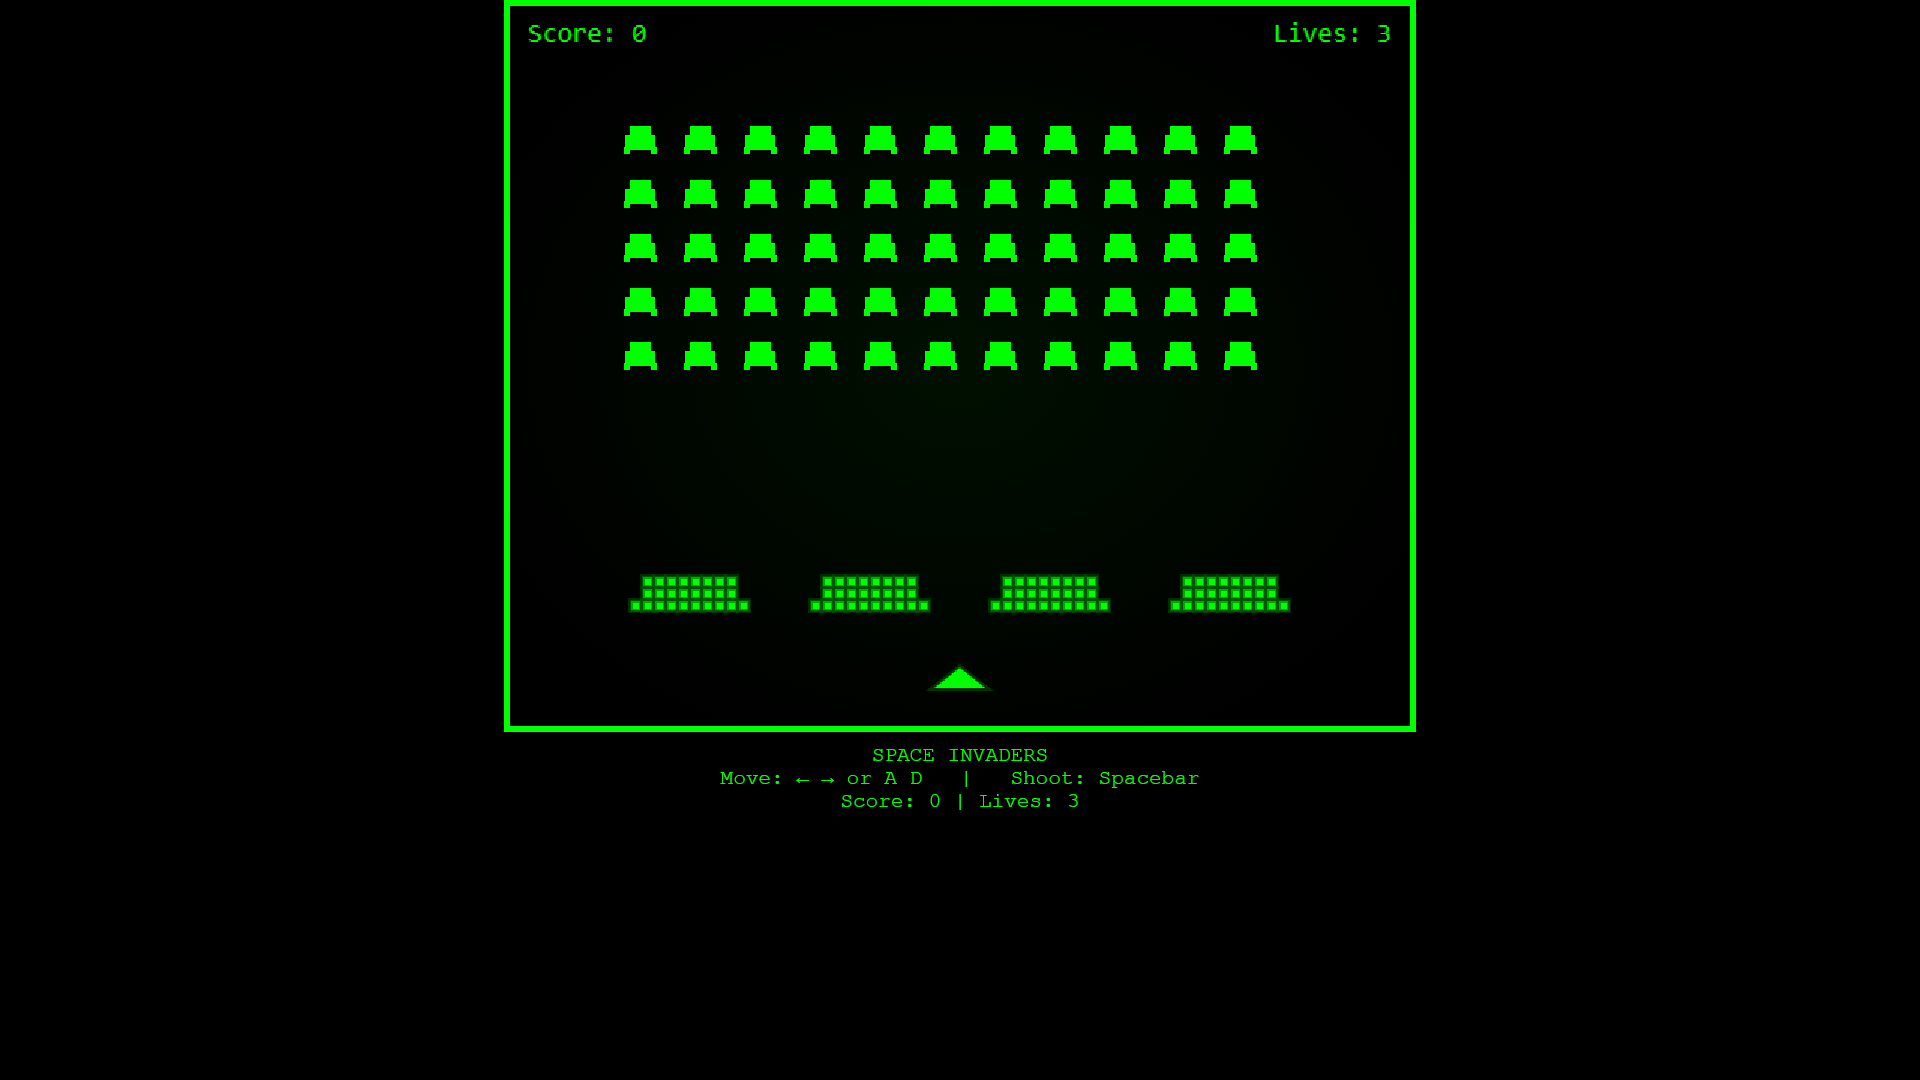 Score: 0 Lives: 3
SPACE INVADERS
Move: ← → or A D | Shoot: Spacebar
Score: 0 | Lives: 3